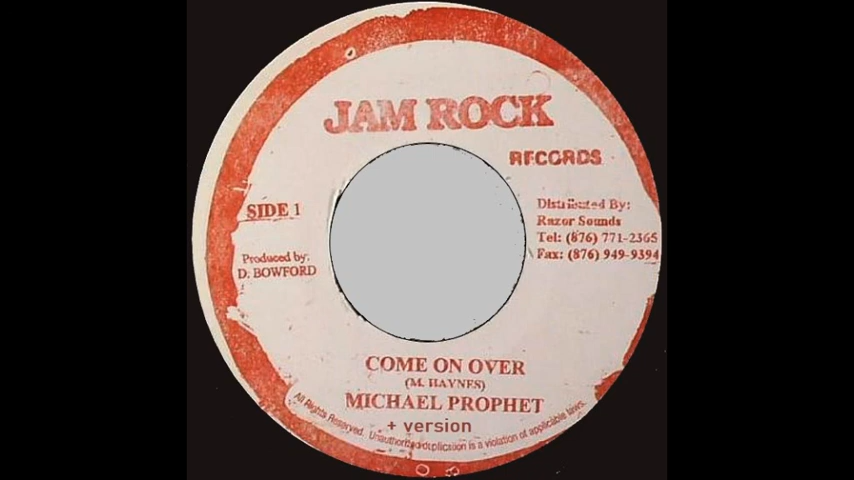 JAM ROCK
RECORDS
SIDE 1
Distributed By:
Razor Sounds
Tel: (876) 771-2365
Fax: (876) 949-9394
Produced by:
D. BOWFORD
COME ON OVER
(M. HAYNES)
MICHAEL PROPHET
+ version
All Rights Reserved. Unauthorized duplication is a violation of applicable laws.